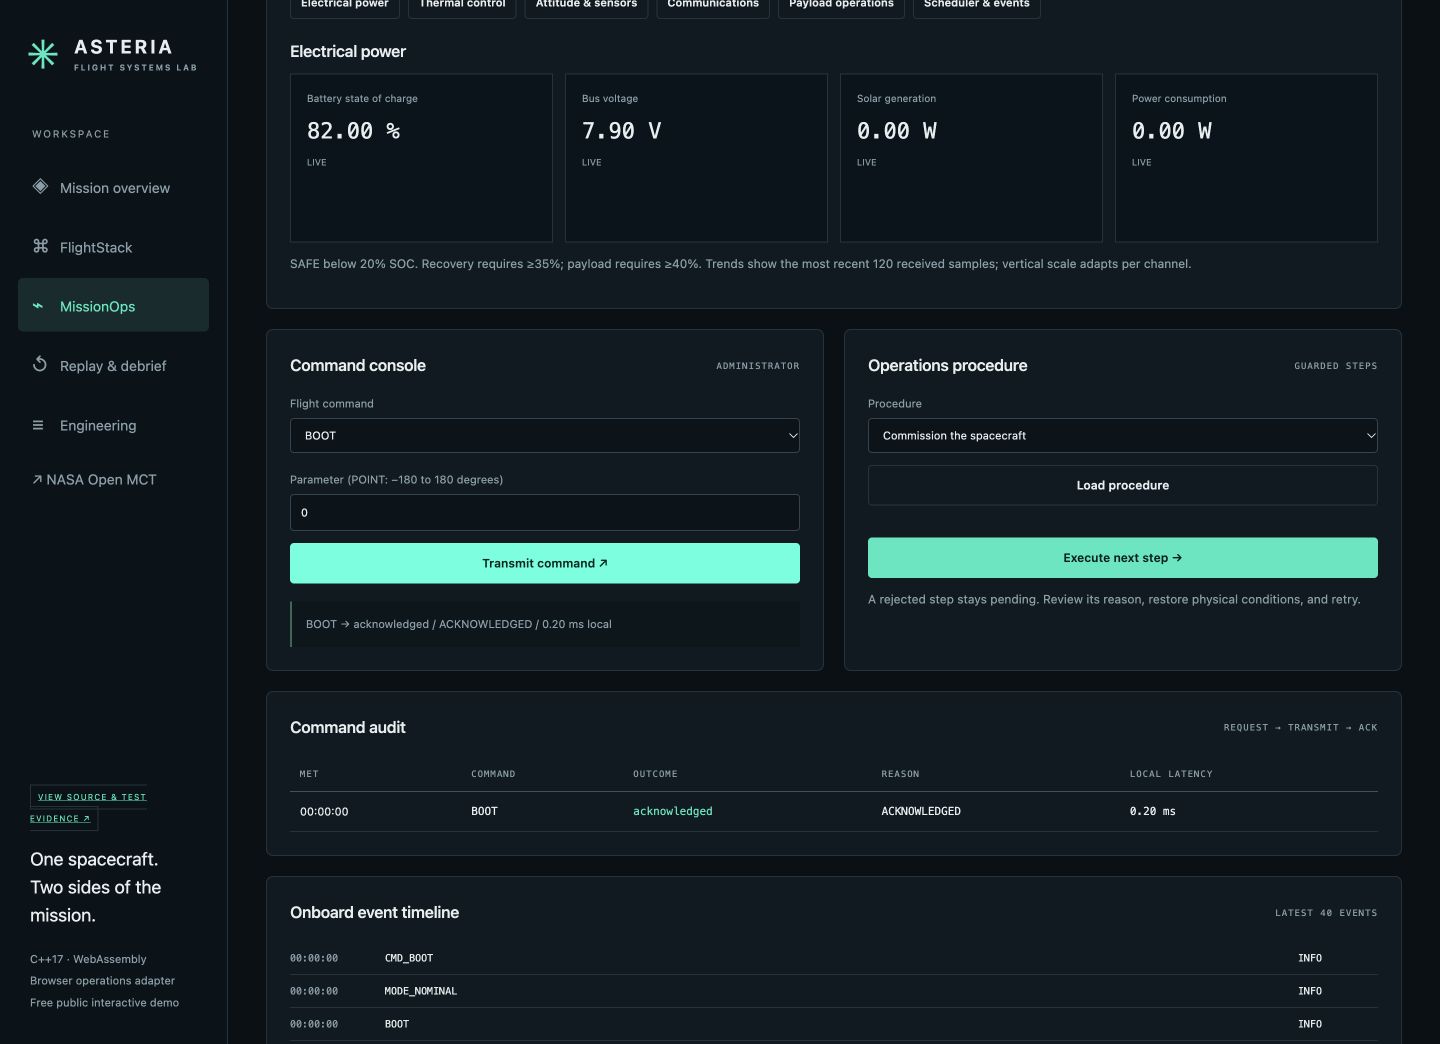 ASTERIA
FLIGHT SYSTEMS LAB
WORKSPACE
Mission overview
FlightStack
MissionOps
Replay & debrief
Engineering
↗ NASA Open MCT
VIEW SOURCE & TEST
EVIDENCE ↗
One spacecraft.
Two sides of the
mission.
C++17 · WebAssembly
Browser operations adapter
Free public interactive demo
Electrical power
Thermal control
Attitude & sensors
Communications
Payload operations
Scheduler & events
Electrical power
Battery state of charge
82.00 %
LIVE
Bus voltage
7.90 V
LIVE
Solar generation
0.00 W
LIVE
Power consumption
0.00 W
LIVE
SAFE below 20% SOC. Recovery requires ≥35%; payload requires ≥40%. Trends show the most recent 120 received samples; vertical scale adapts per channel.
Command console
ADMINISTRATOR
Flight command
BOOT
Parameter (POINT: −180 to 180 degrees)
0
Transmit command ↗
BOOT → acknowledged / ACKNOWLEDGED / 0.20 ms local
Operations procedure
GUARDED STEPS
Procedure
Commission the spacecraft
Load procedure
Execute next step →
A rejected step stays pending. Review its reason, restore physical conditions, and retry.
Command audit
REQUEST → TRANSMIT → ACK
MET COMMAND OUTCOME REASON LOCAL LATENCY
00:00:00 BOOT acknowledged ACKNOWLEDGED 0.20 ms
Onboard event timeline
LATEST 40 EVENTS
00:00:00 CMD_BOOT INFO
00:00:00 MODE_NOMINAL INFO
00:00:00 BOOT INFO